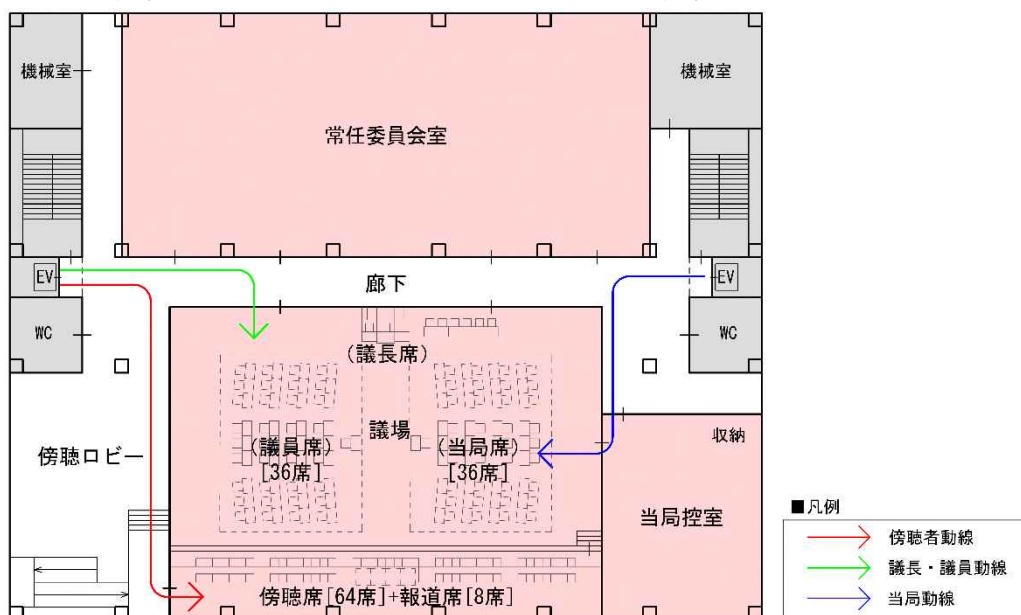 機械室
機械室
常任委員会室
EV
廊下
EV
WC
(議長席)
WC
傍聴ロビー
(議員席)
[36席]
議場
(当局席)
[36席]
収納
当局控室
傍聴席[64席]+報道席[8席]
■凡例
傍聴者動線
議長・議員動線
当局動線